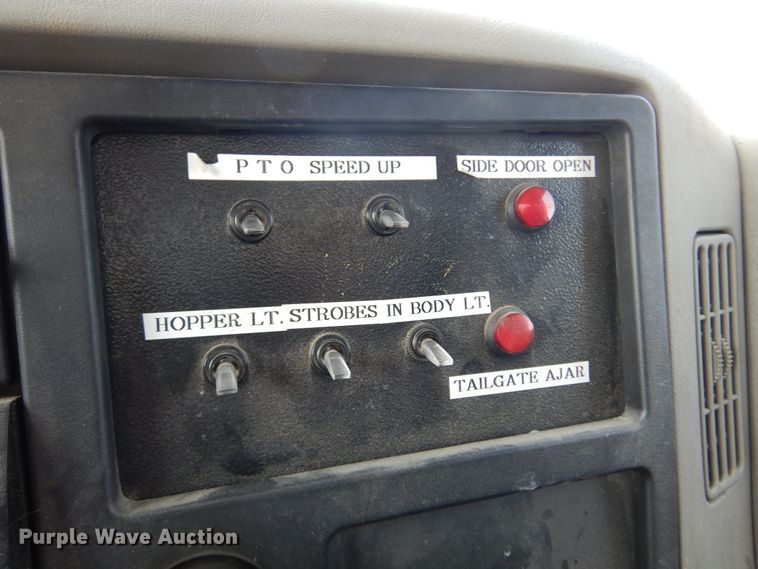 P T O SPEED UP
SIDE DOOR OPEN
HOPPER LT. STROBES IN BODY LT.
TAILGATE AJAR
Purple Wave Auction